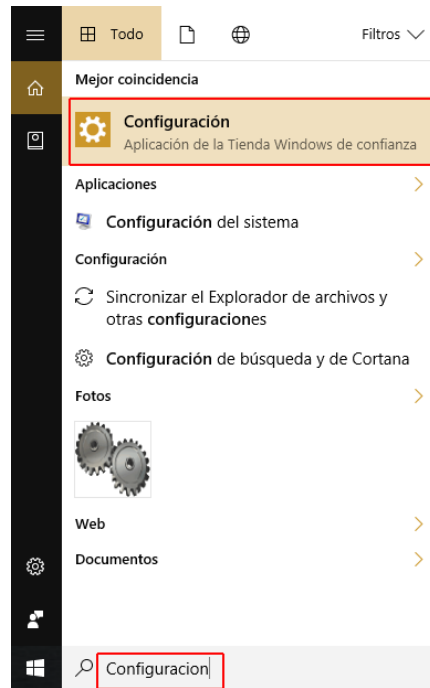 Todo
Filtros
Mejor coincidencia
Configuración
Aplicación de la Tienda Windows de confianza
Aplicaciones
Configuración del sistema
Configuración
Sincronizar el Explorador de archivos y
otras configuraciones
Configuración de búsqueda y de Cortana
Fotos
Web
Documentos
Configuracion